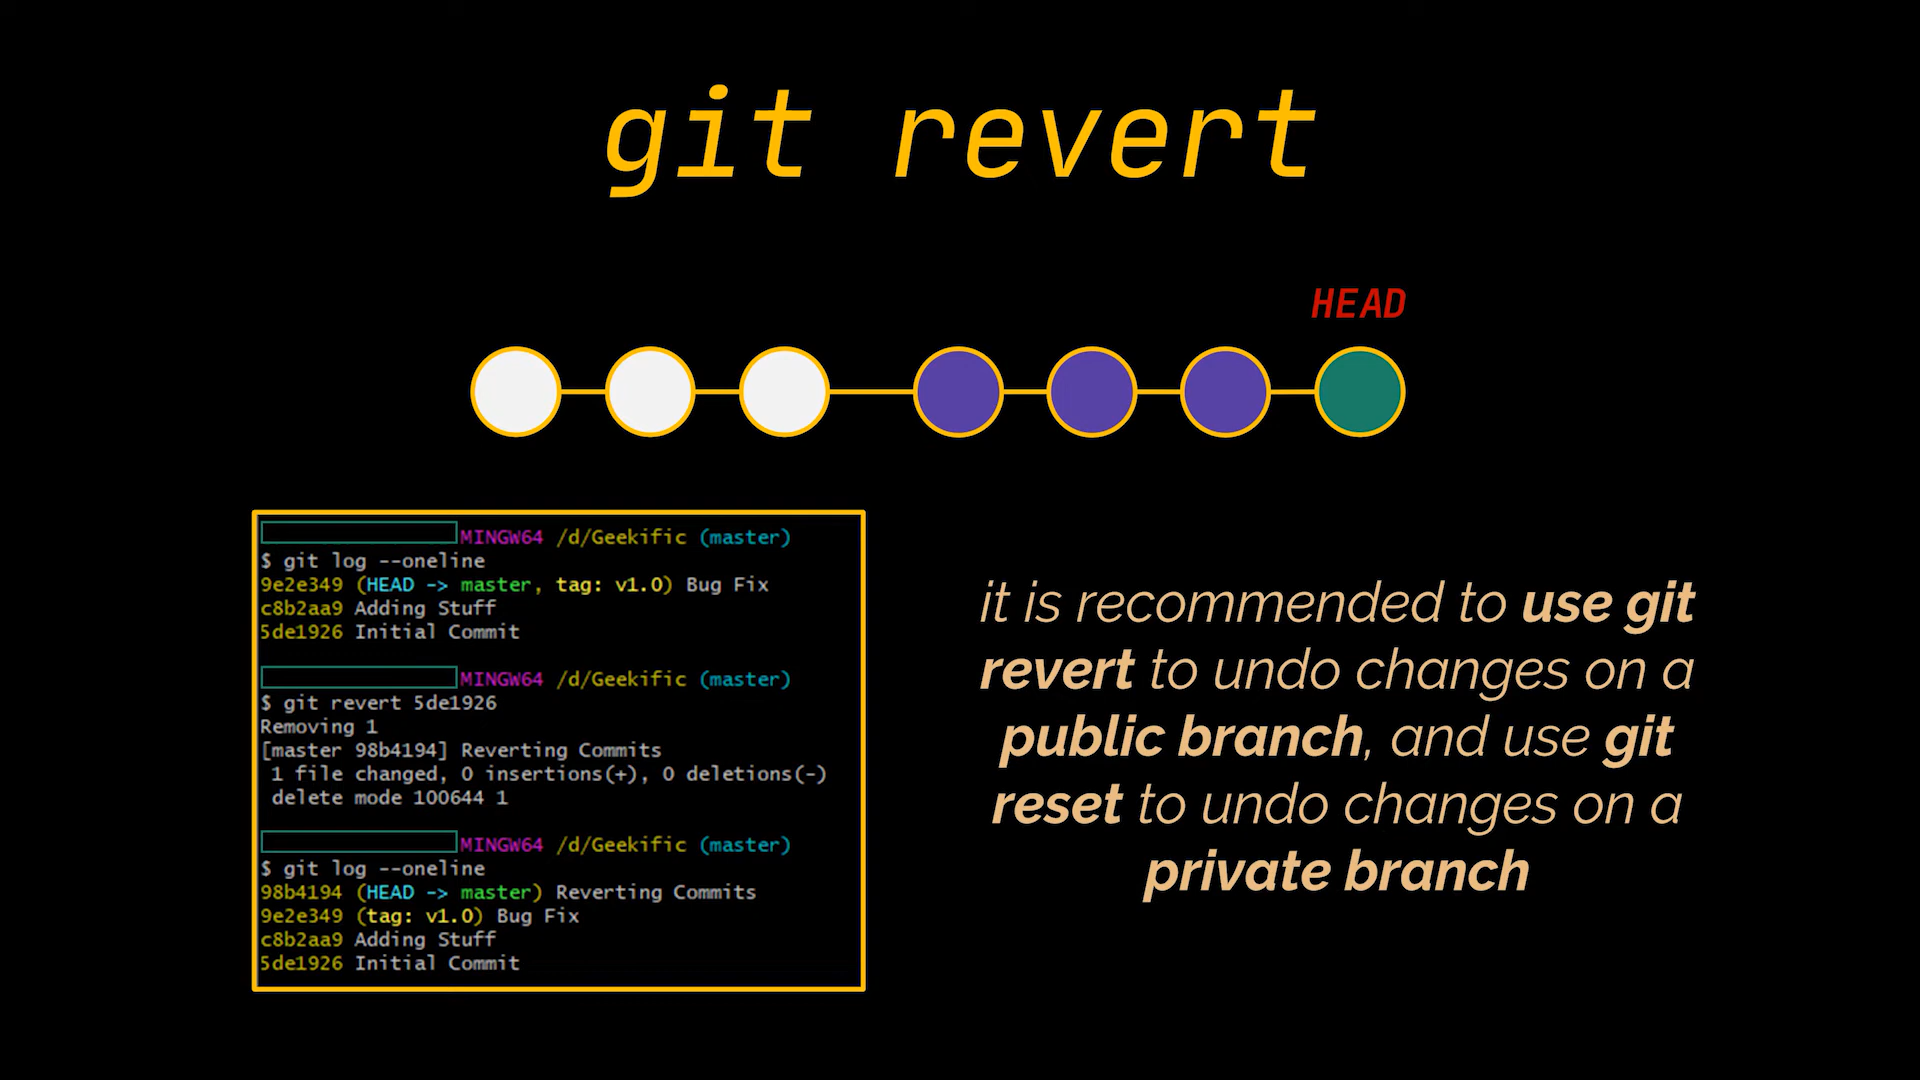 git revert
HEAD
MINGW64 /d/Geekific (master)
$ git log --oneline
9e2e349 (HEAD -> master, tag: v1.0) Bug Fix
c8b2aa9 Adding Stuff
5de1926 Initial Commit
MINGW64 /d/Geekific (master)
$ git revert 5de1926
Removing 1
[master 98b4194] Reverting Commits
1 file changed, 0 insertions(+), 0 deletions(-)
delete mode 100644 1
MINGW64 /d/Geekific (master)
$ git log --oneline
98b4194 (HEAD -> master) Reverting Commits
9e2e349 (tag: v1.0) Bug Fix
c8b2aa9 Adding Stuff
5de1926 Initial Commit
it is recommended to use git
revert to undo changes on a
public branch, and use git
reset to undo changes on a
private branch